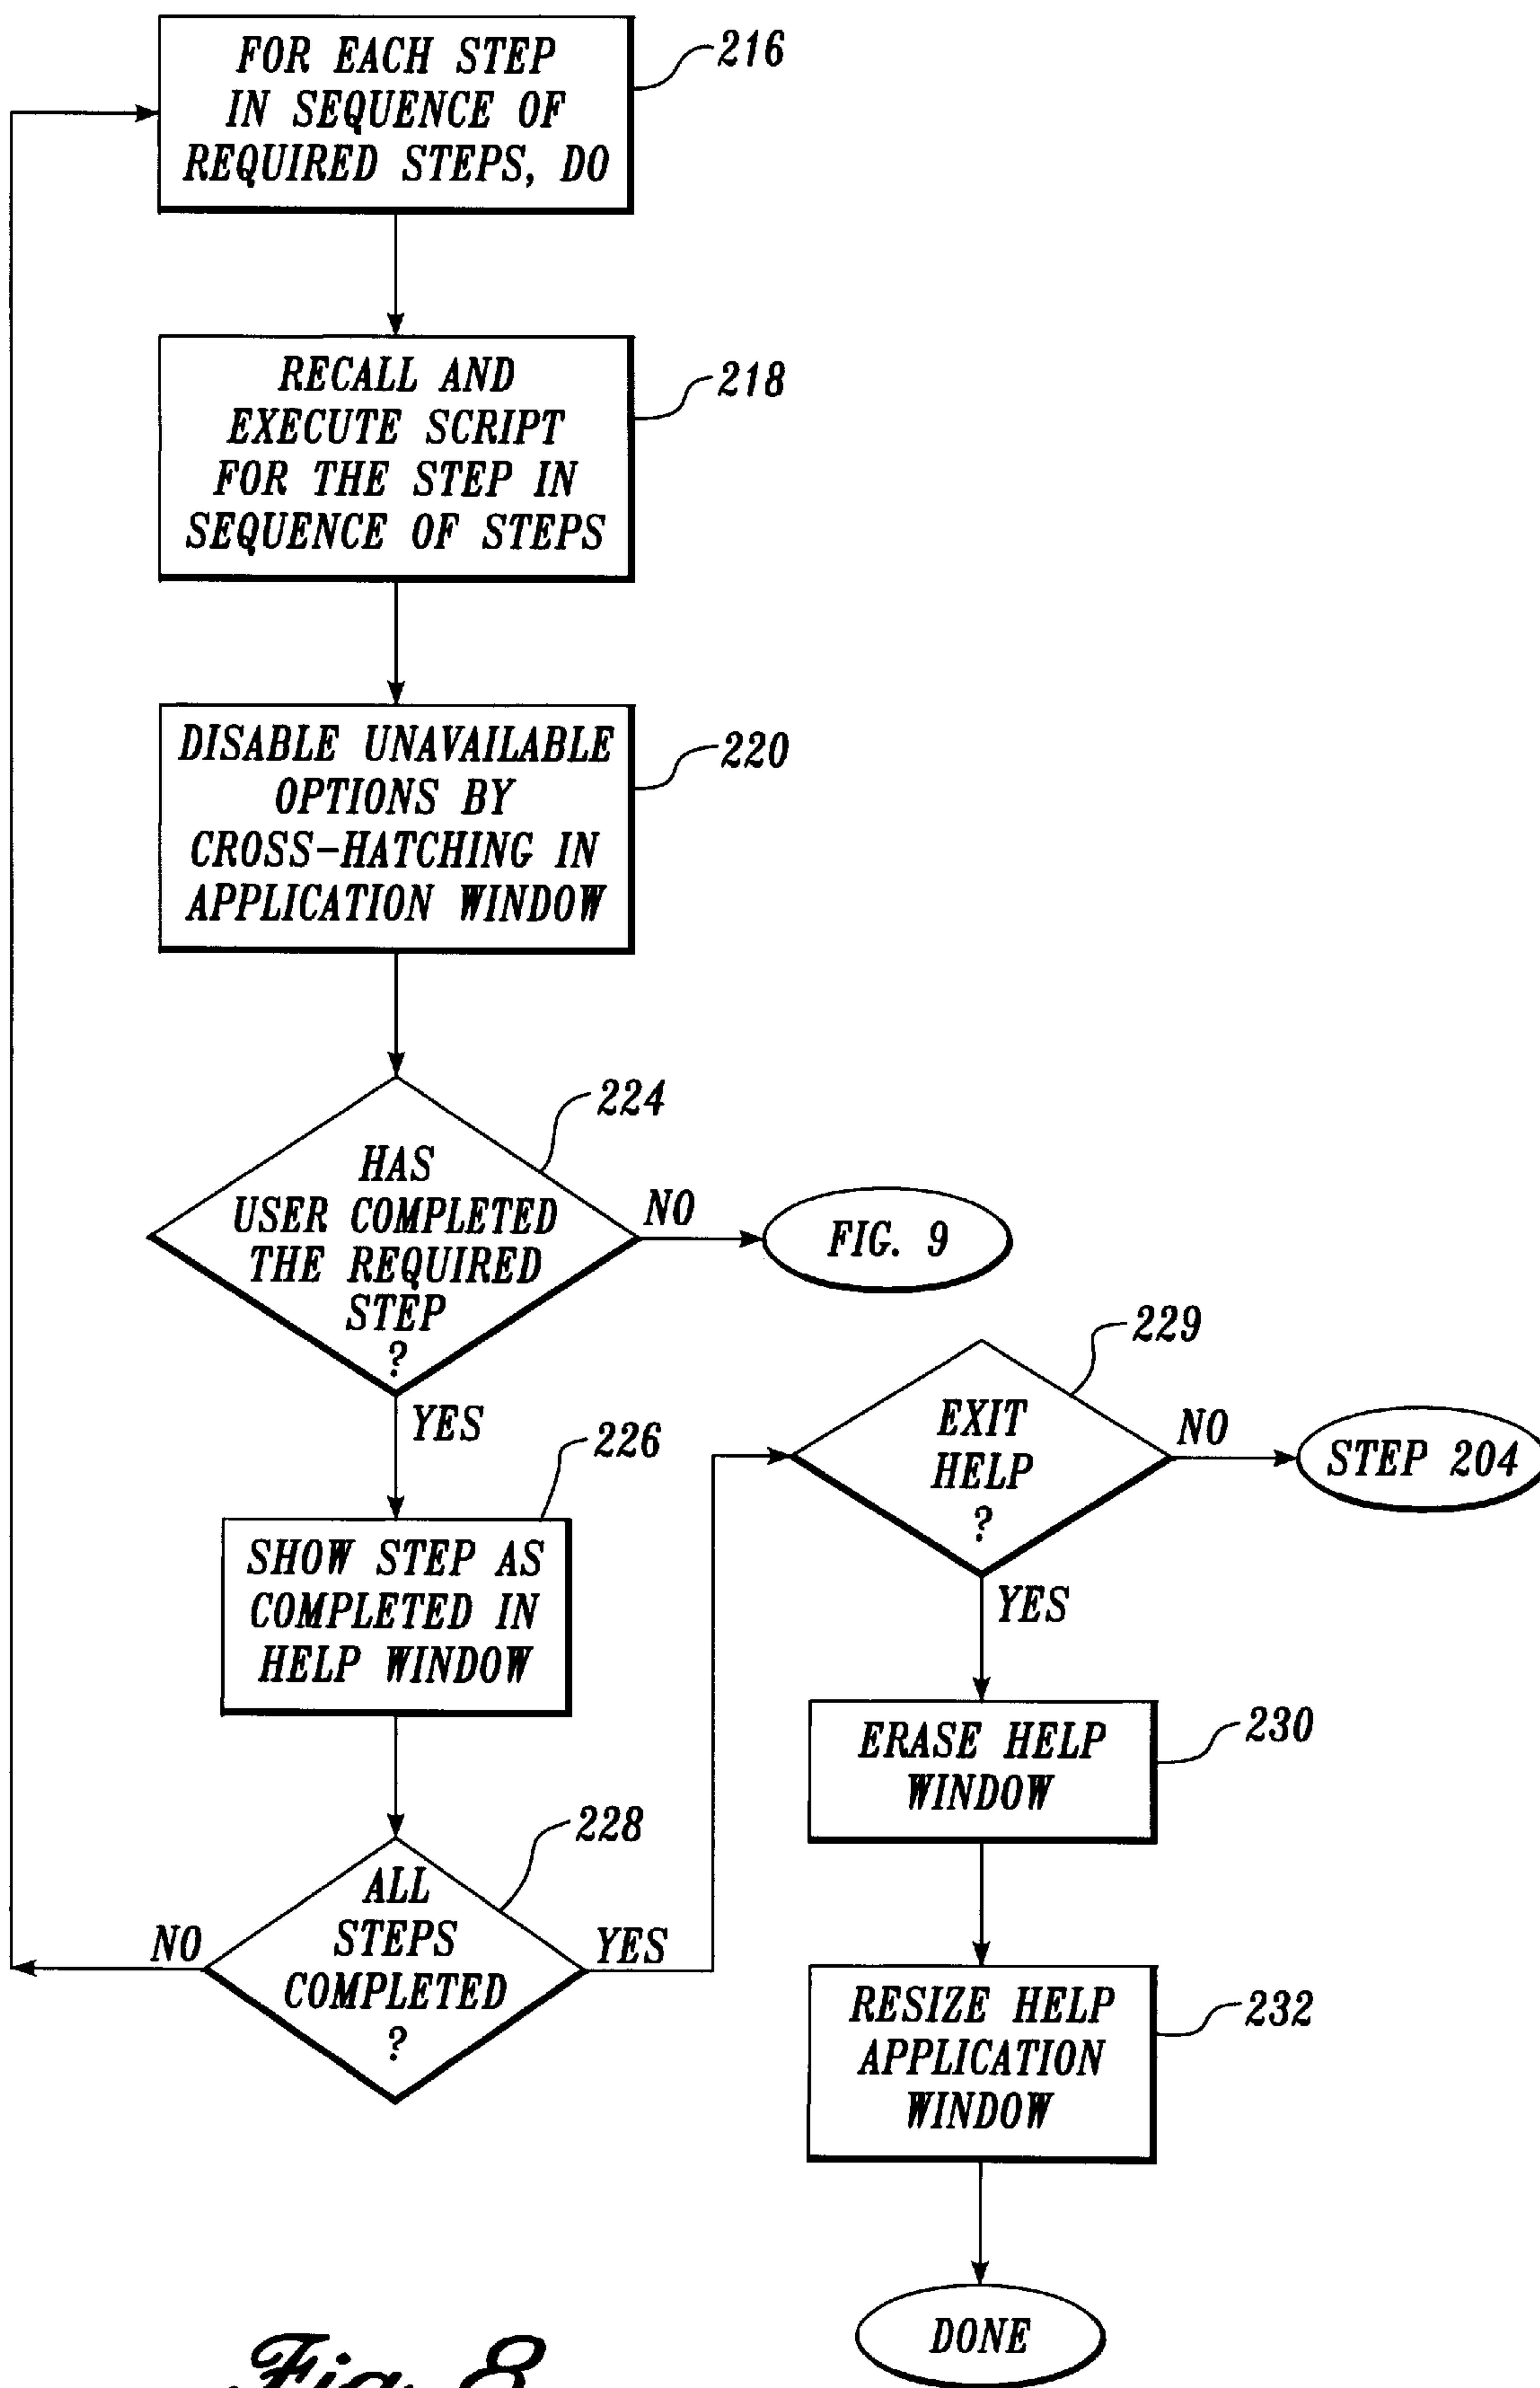 FOR EACH STEP
IN SEQUENCE OF
REQUIRED STEPS, DO
216
RECALL AND
EXECUTE SCRIPT
FOR THE STEP IN
SEQUENCE OF STEPS
218
DISABLE UNAVAILABLE
OPTIONS BY
CROSS-HATCHING IN
APPLICATION WINDOW
220
HAS
USER COMPLETED
THE REQUIRED
STEP
?
224
NO
FIG. 9
YES
SHOW STEP AS
COMPLETED IN
HELP WINDOW
226
ALL
STEPS
COMPLETED
?
228
NO
YES
EXIT
HELP
?
229
NO
STEP 204
YES
ERASE HELP
WINDOW
230
RESIZE HELP
APPLICATION
WINDOW
232
DONE
Fig. 8